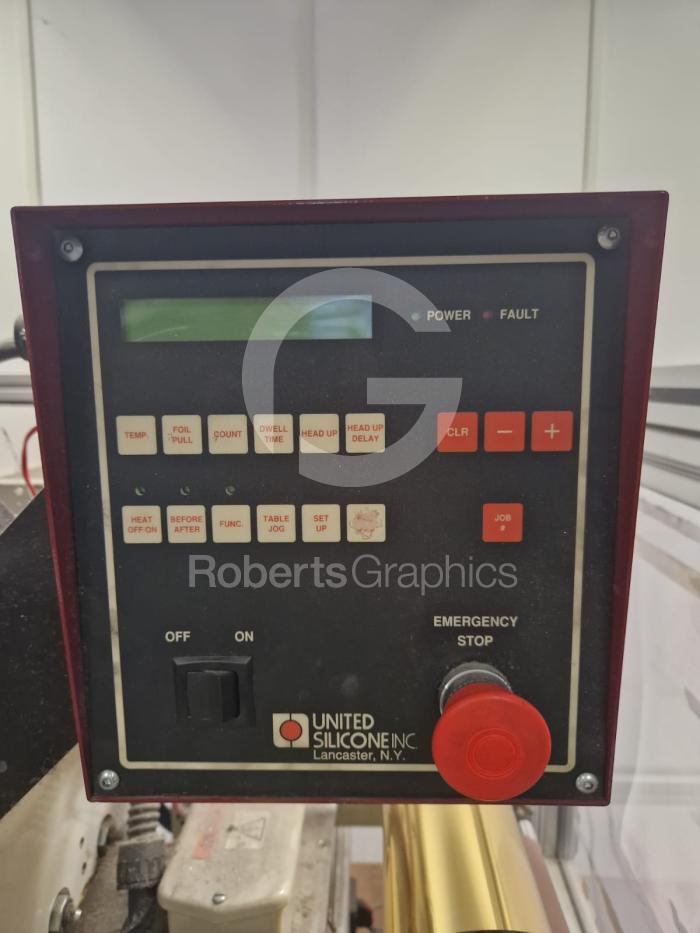 POWER FAULT
TEMP. FOIL COUNT DWELL HEAD UP HEAD UP CLR − +
PULL TIME DELAY
HEAT BEFORE FUNC. TABLE SET JOB
OFF/ON AFTER JOG UP #
RobertsGraphics
EMERGENCY
STOP
OFF ON
UNITED
SILICONE INC.
Lancaster, N.Y.